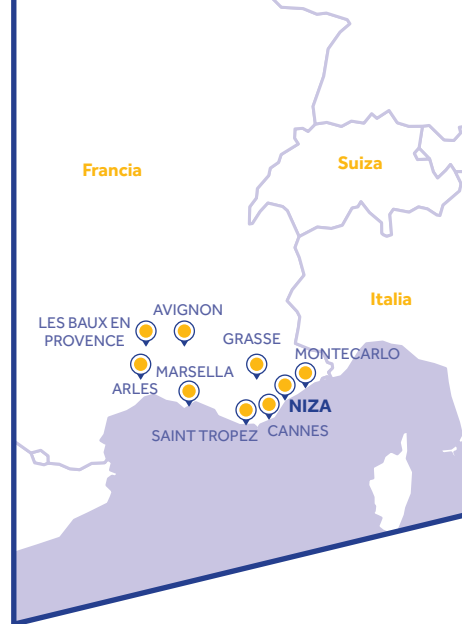 Francia
Suiza
Italia
AVIGNON
LES BAUX EN
PROVENCE
GRASSE
MONTECARLO
MARSELLA
ARLES
NIZA
SAINT TROPEZ
CANNES